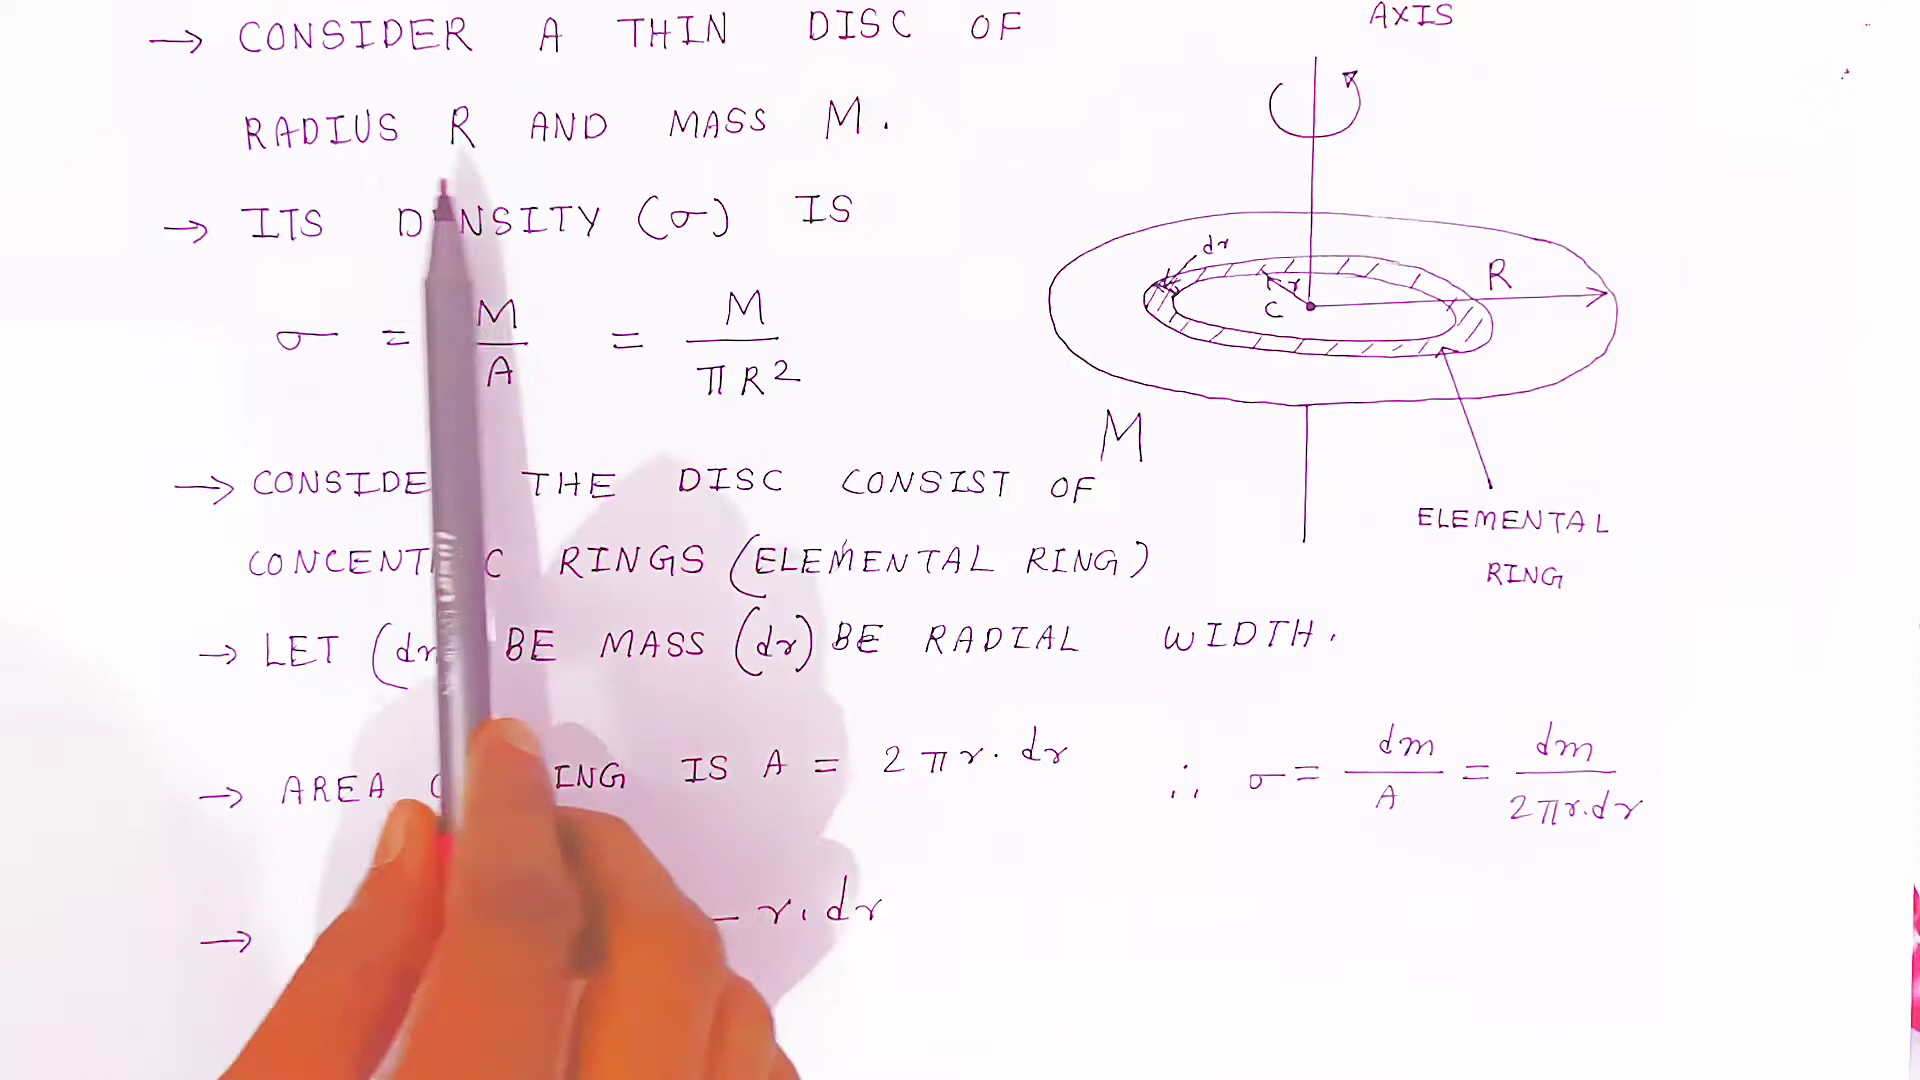 → CONSIDER A THIN DISC OF
RADIUS R AND MASS M.
→ ITS DENSITY (σ) IS
σ = M/A = M/πR²
→ CONSIDE THE DISC CONSIST OF
CONCENT C RINGS (ELEMENTAL RING)
→ LET (dm BE MASS (dr) BE RADIAL WIDTH.
→ AREA ING IS A = 2πr.dr ∴ σ = dm/A = dm/2πr.dr
→ r.dr
AXIS
dr
r
C
R
M
ELEMENTAL
RING